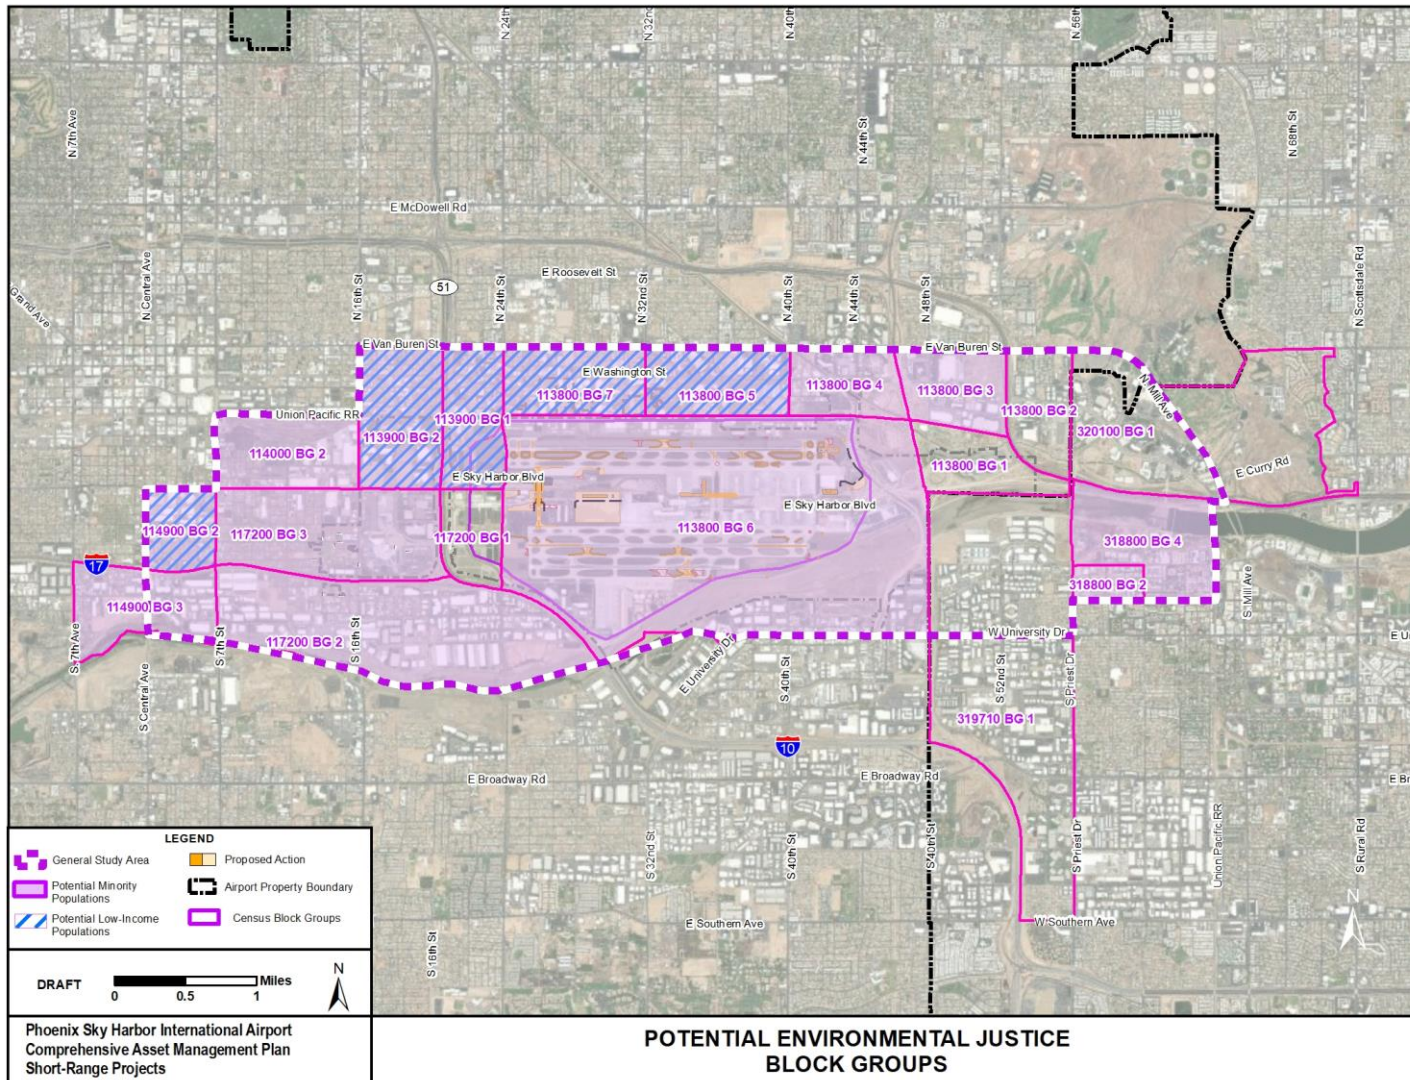 N 24th St
N 32nd St
N 40th St
N 56th St
N 7th Ave
N 44th St
N 68th St
E McDowell Rd
Grand Ave
N Central Ave
N 16th St
51
N 24th St
E Roosevelt St
N 32nd St
N 40th St
N 44th St
N 48th St
N Scottsdale Rd
E Van Buren St
E Van Buren St
E Washington St
N Mill Ave
113800 BG 7
113800 BG 5
113800 BG 4
113800 BG 3
113800 BG 2
Union Pacific RR
113900 BG 1
113900 BG 2
320100 BG 1
114000 BG 2
113800 BG 1
E Curry Rd
E Sky Harbor Blvd
E Sky Harbor Blvd
114900 BG 2
117200 BG 3
117200 BG 1
113800 BG 6
318800 BG 4
17
318800 BG 2
114900 BG 3
117200 BG 2
S 7th Ave
S Central Ave
S 7th St
S 16th St
E University Dr
S 40th St
W University Dr
S 52nd St
S Priest Dr
S Mill Ave
319710 BG 1
10
E Broadway Rd
E Broadway Rd
S 32nd St
S 40th St
S 40th St
S Priest Dr
Union Pacific RR
S Rural Rd
E Southern Ave
W Southern Ave
S 16th St
LEGEND
General Study Area
Proposed Action
Potential Minority
Populations
Airport Property Boundary
Potential Low-Income
Populations
Census Block Groups
DRAFT
0 0.5 1 Miles
N
N
Phoenix Sky Harbor International Airport
Comprehensive Asset Management Plan
Short-Range Projects
POTENTIAL ENVIRONMENTAL JUSTICE
BLOCK GROUPS